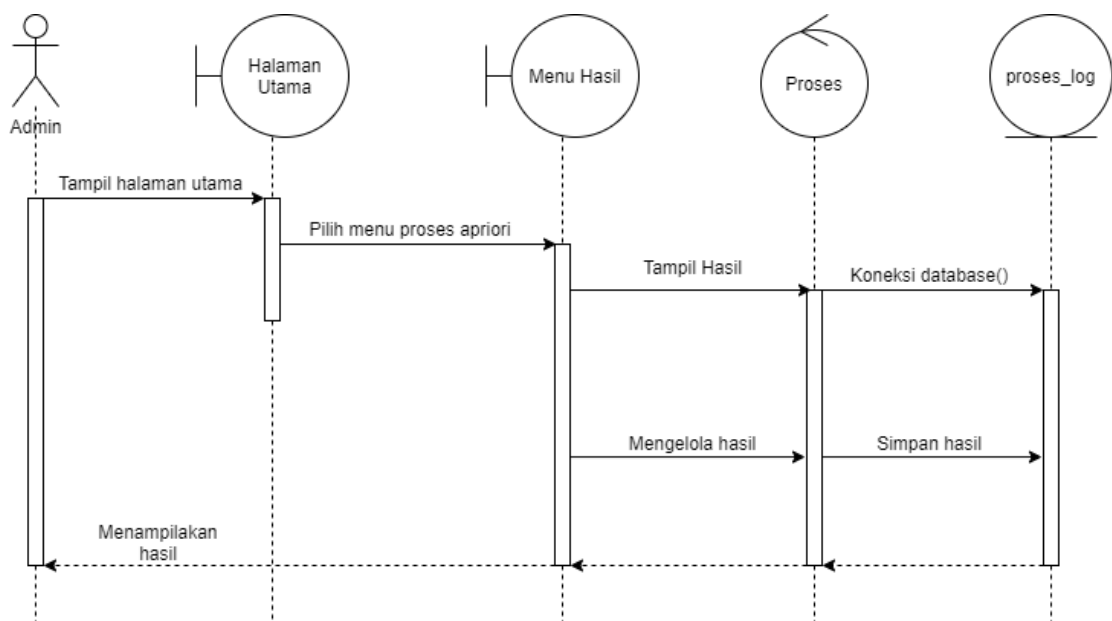 Halaman
Utama
Menu Hasil
Proses
proses_log
Admin
Tampil halaman utama
Pilih menu proses apriori
Tampil Hasil
Koneksi database()
Mengelola hasil
Simpan hasil
Menampilakan
hasil